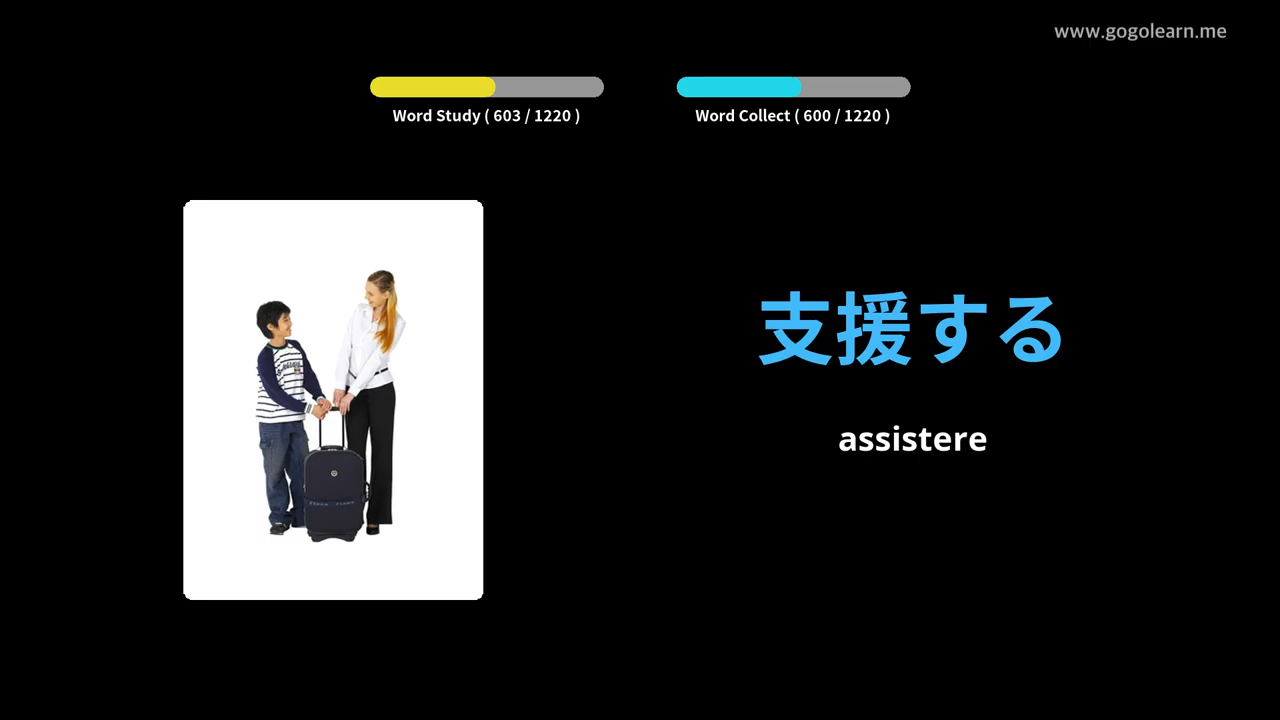 www.gogolearn.me
Word Study ( 603 / 1220 )
Word Collect ( 600 / 1220 )
支援する
assistere